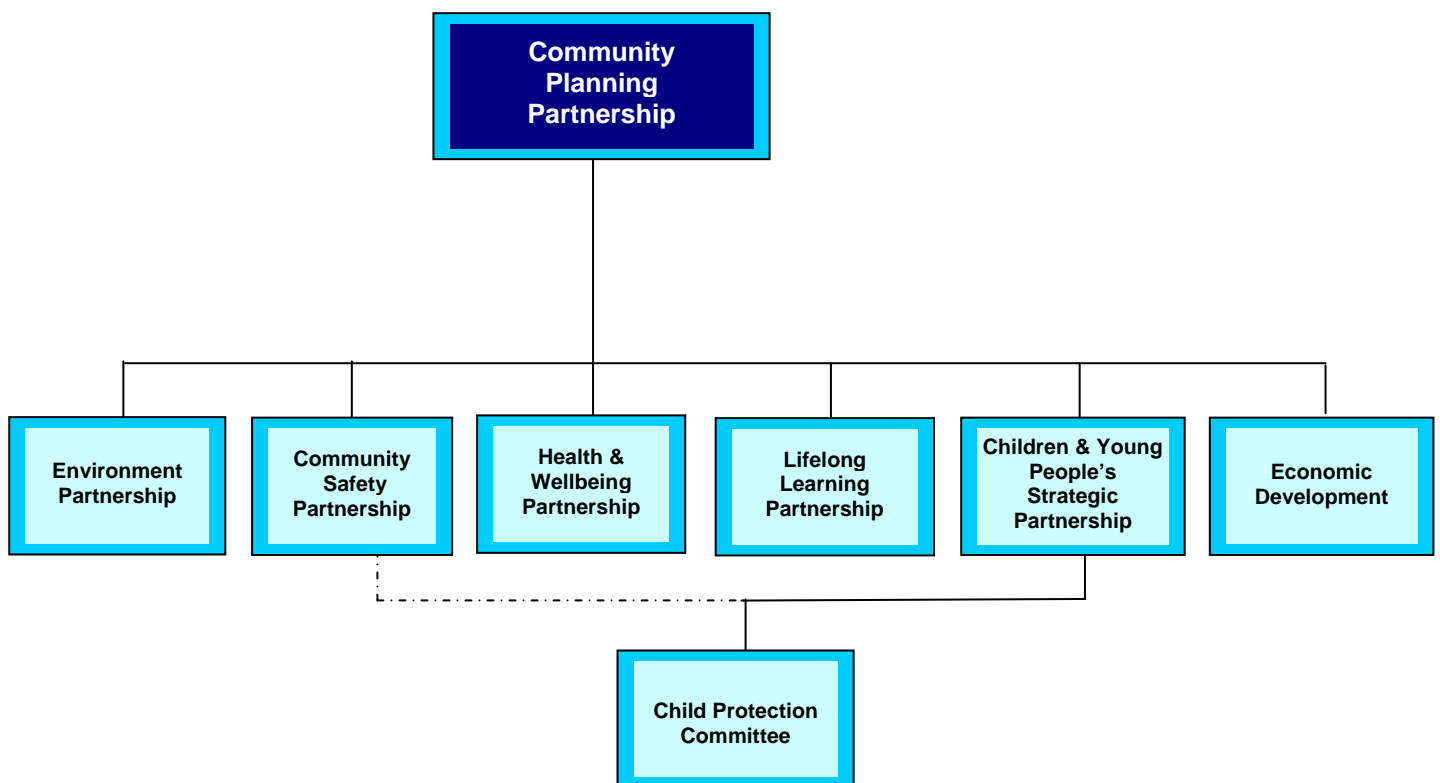 Community
Planning
Partnership
Environment
Partnership
Community
Safety
Partnership
Health &
Wellbeing
Partnership
Lifelong
Learning
Partnership
Children & Young
People’s
Strategic
Partnership
Economic
Development
Child Protection
Committee